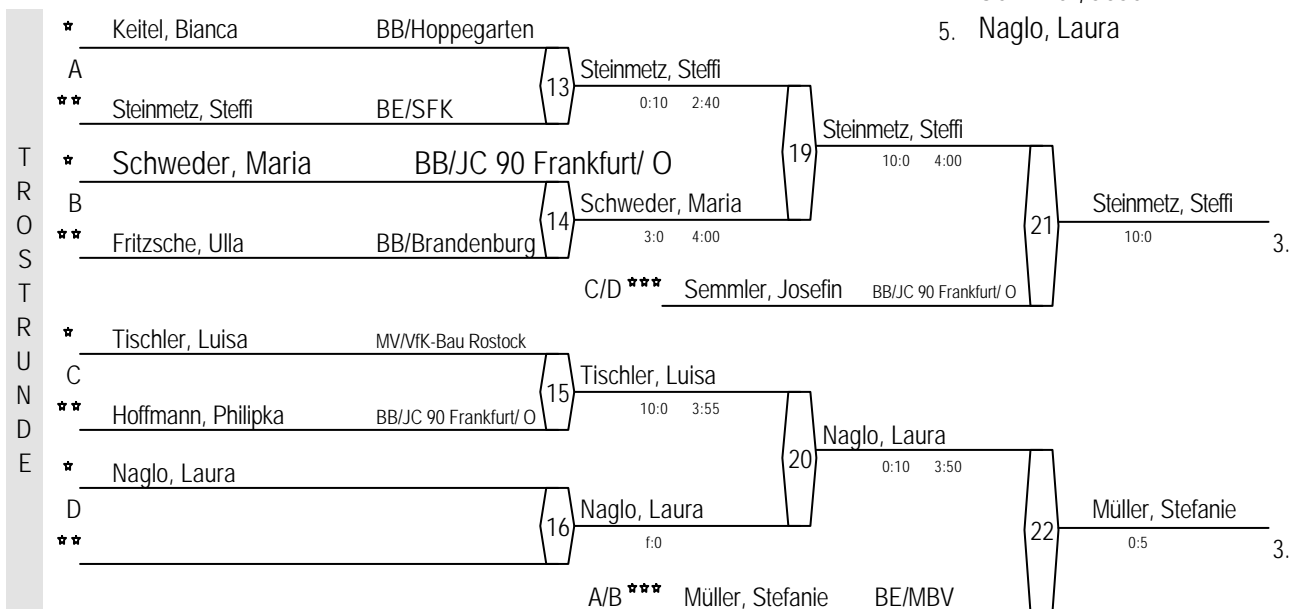 5. Naglo, Laura
TROSTRUNDE
* Keitel, Bianca BB/Hoppegarten
A
** Steinmetz, Steffi BE/SFK
13
Steinmetz, Steffi
0:10 2:40
* Schweder, Maria BB/JC 90 Frankfurt/ O
B
** Fritzsche, Ulla BB/Brandenburg
14
Schweder, Maria
3:0 4:00
19
Steinmetz, Steffi
10:0 4:00
C/D *** Semmler, Josefin BB/JC 90 Frankfurt/ O
21
Steinmetz, Steffi
10:0
3.
* Tischler, Luisa MV/VfK-Bau Rostock
C
** Hoffmann, Philipka BB/JC 90 Frankfurt/ O
15
Tischler, Luisa
10:0 3:55
* Naglo, Laura
D
**
16
Naglo, Laura
f:0
20
Naglo, Laura
0:10 3:50
A/B *** Müller, Stefanie BE/MBV
22
Müller, Stefanie
0:5
3.